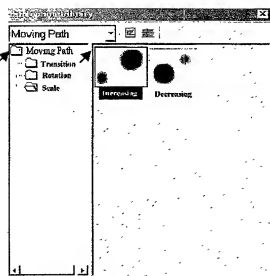 Moving Path
Moving Path
Transition
Rotation
Scale
Increasing
Decreasing